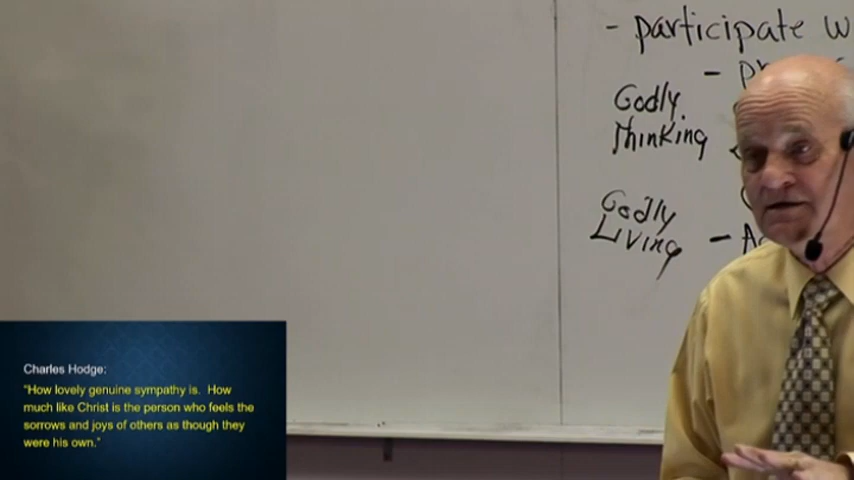 - participate w
-
Godly
Thinking
Godly
Living -
Charles Hodge:
"How lovely genuine sympathy is. How
much like Christ is the person who feels the
sorrows and joys of others as though they
were his own."